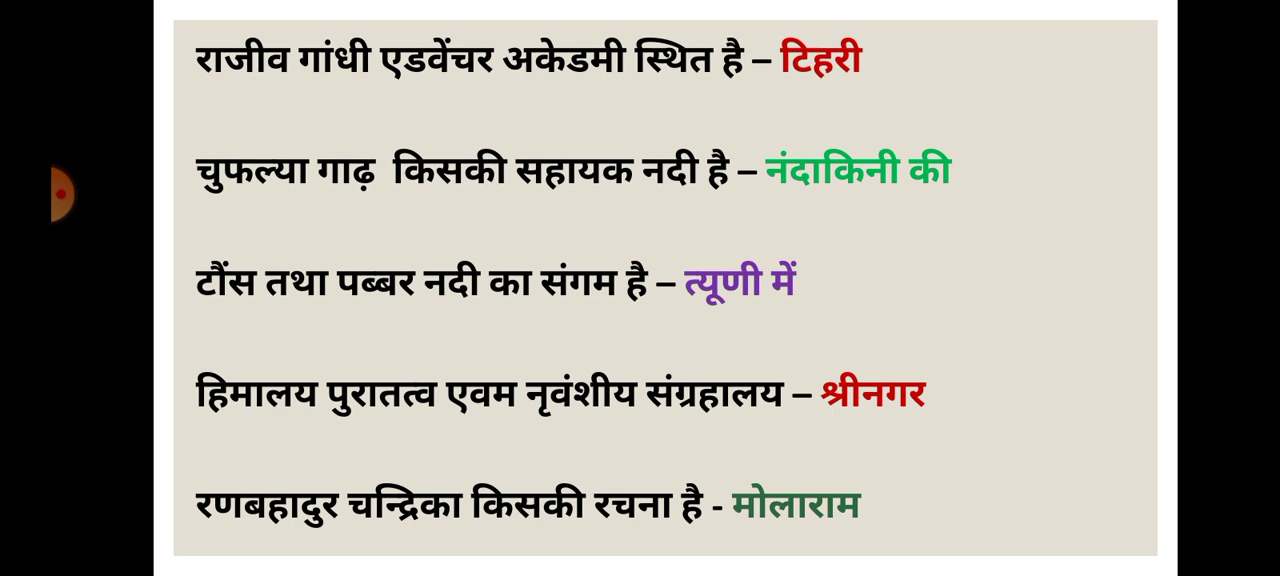 राजीव गांधी एडवेंचर अकेडमी स्थित है – टिहरी
चुफल्या गाढ़ किसकी सहायक नदी है – नंदाकिनी की
टौंस तथा पब्बर नदी का संगम है – त्यूणी में
हिमालय पुरातत्व एवम नृवंशीय संग्रहालय – श्रीनगर
रणबहादुर चन्द्रिका किसकी रचना है - मोलाराम